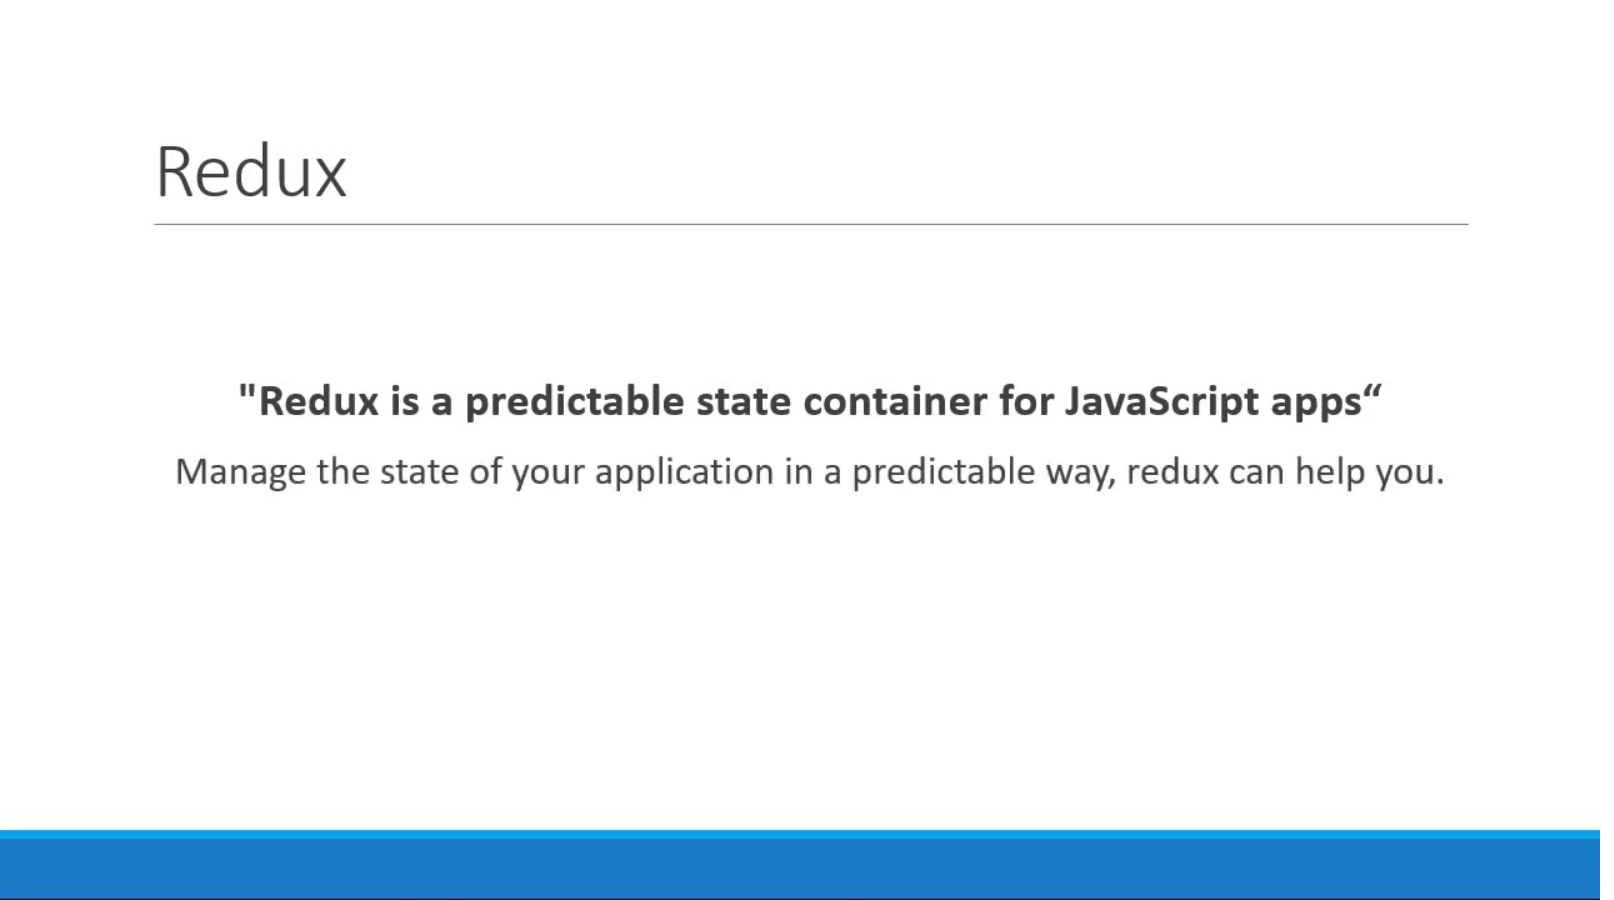 Redux
"Redux is a predictable state container for JavaScript apps“
Manage the state of your application in a predictable way, redux can help you.